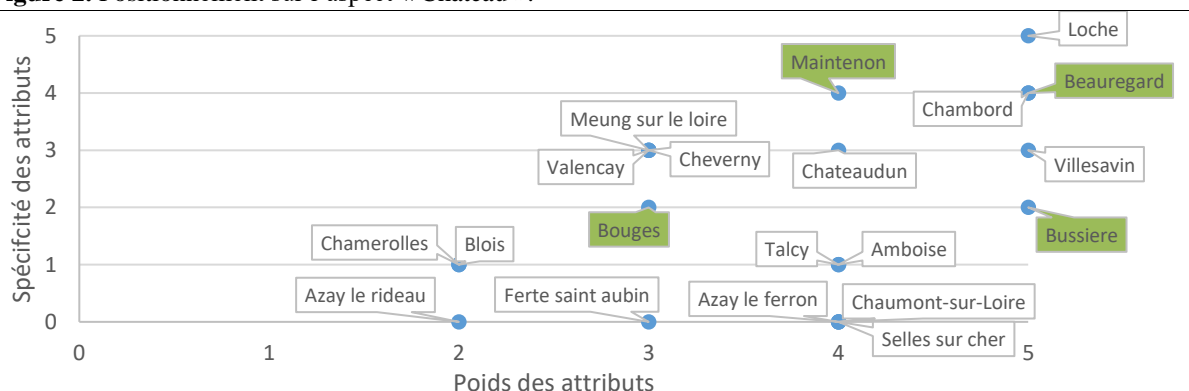 5
Loche
Maintenon
Beauregard
4
Chambord
Meung sur le loire
3
Valencay
Cheverny
Chateaudun
Villesavin
2
Bouges
Bussiere
Chamerolles
Blois
Talcy
Amboise
1
Azay le rideau
Ferte saint aubin
Azay le ferron
Chaumont-sur-Loire
Selles sur cher
0
0 1 2 3 4 5
Spécifcité des attributs
Poids des attributs